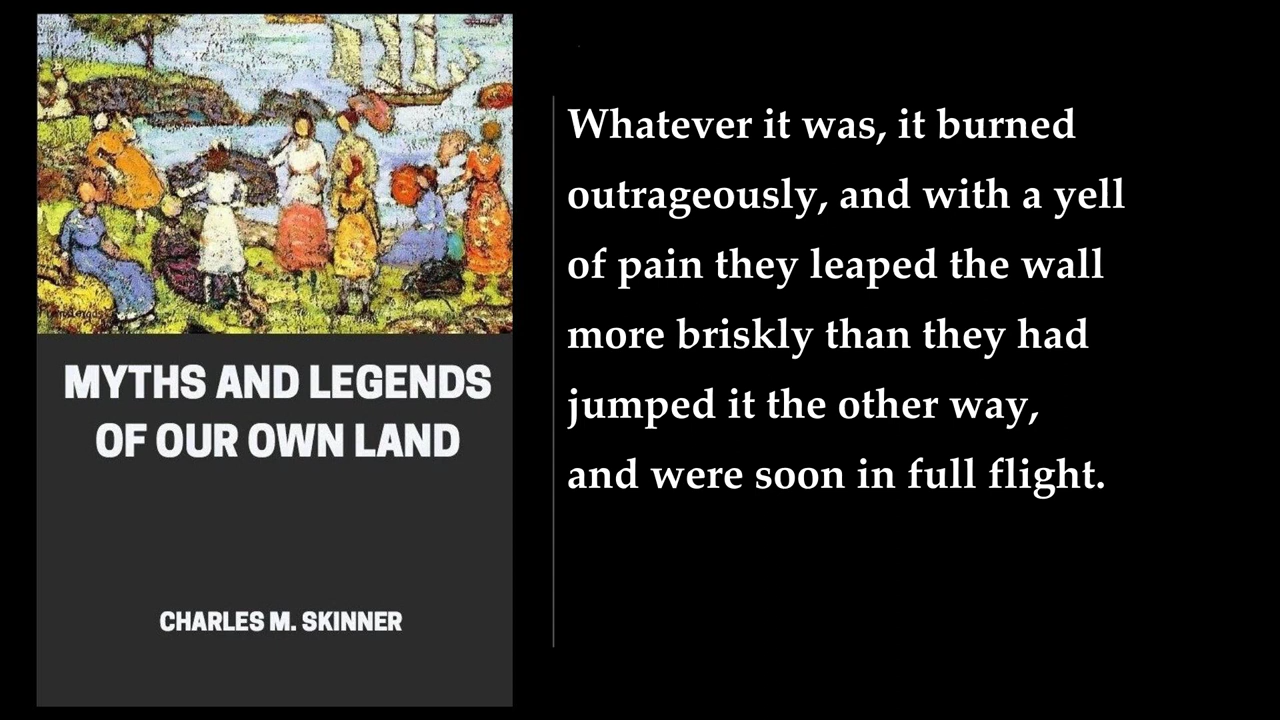 MYTHS AND LEGENDS
OF OUR OWN LAND
CHARLES M. SKINNER
Whatever it was, it burned
outrageously, and with a yell
of pain they leaped the wall
more briskly than they had
jumped it the other way,
and were soon in full flight.